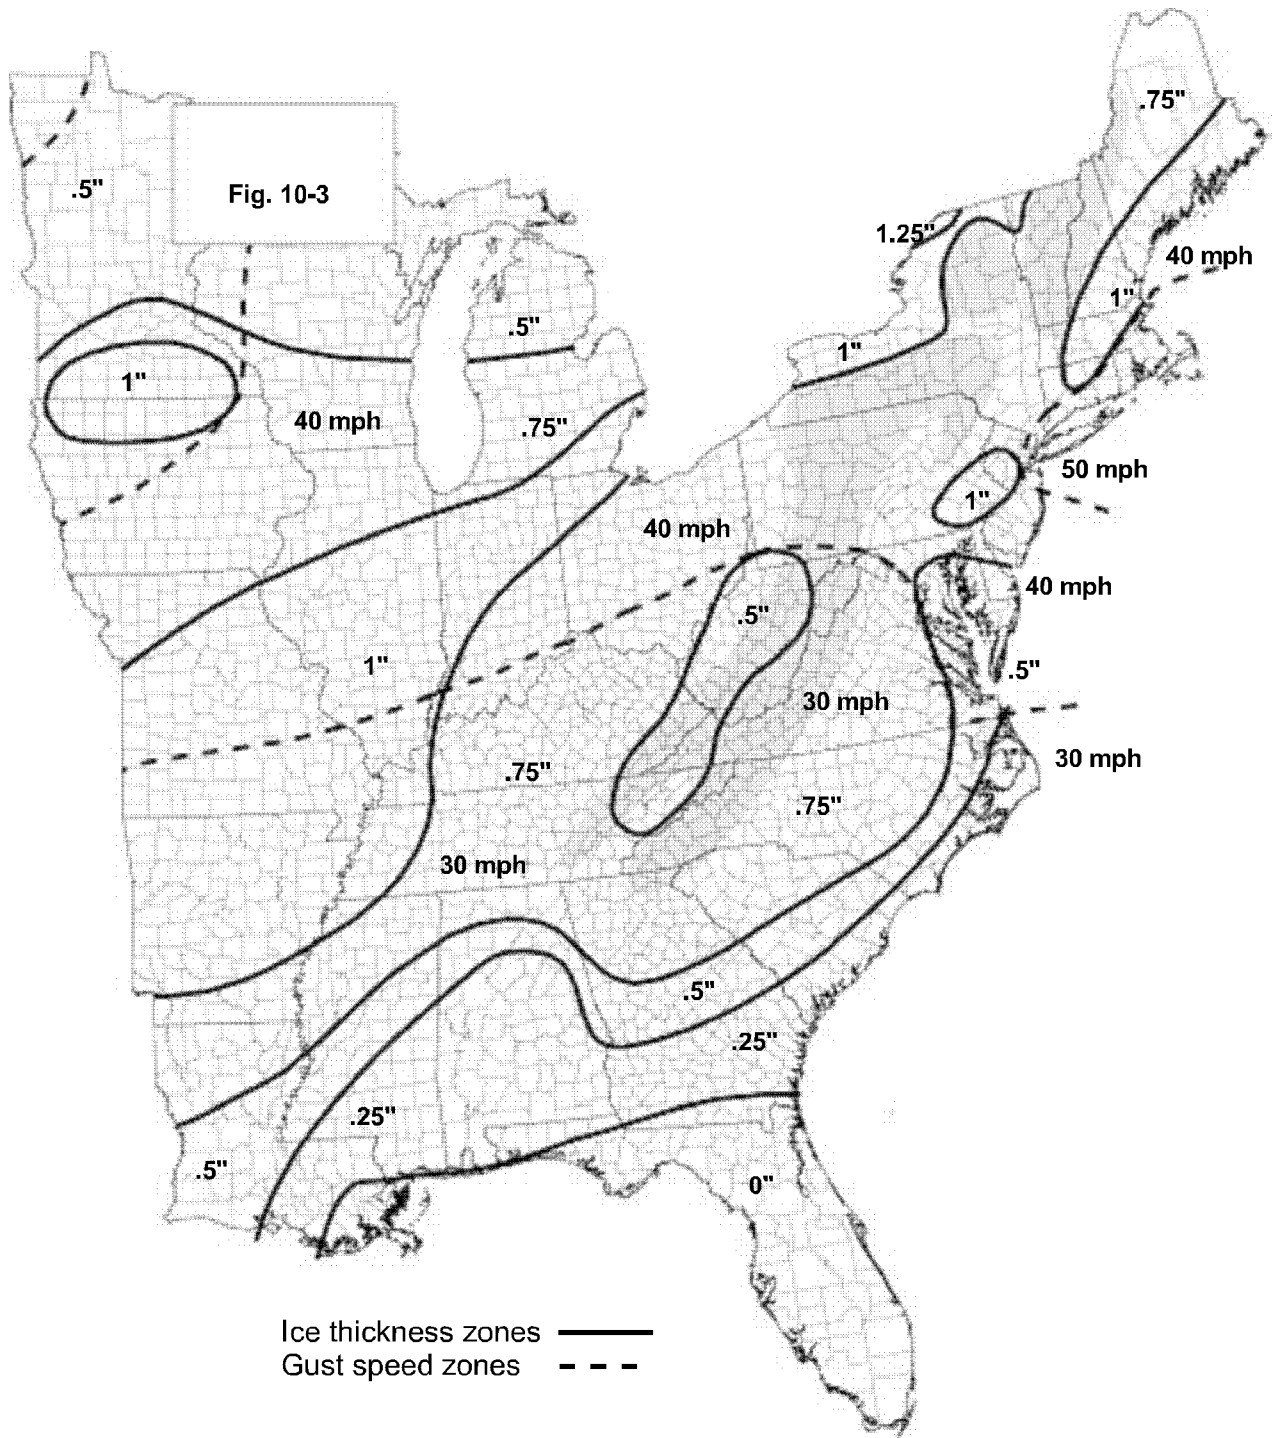 .75"
.5"
Fig. 10-3
1.25"
40 mph
1"
.5"
1"
1"
40 mph
.75"
50 mph
1"
40 mph
40 mph
.5"
1"
.5"
30 mph
30 mph
.75"
.75"
30 mph
.5"
.25"
.25"
.5"
0"
Ice thickness zones
Gust speed zones